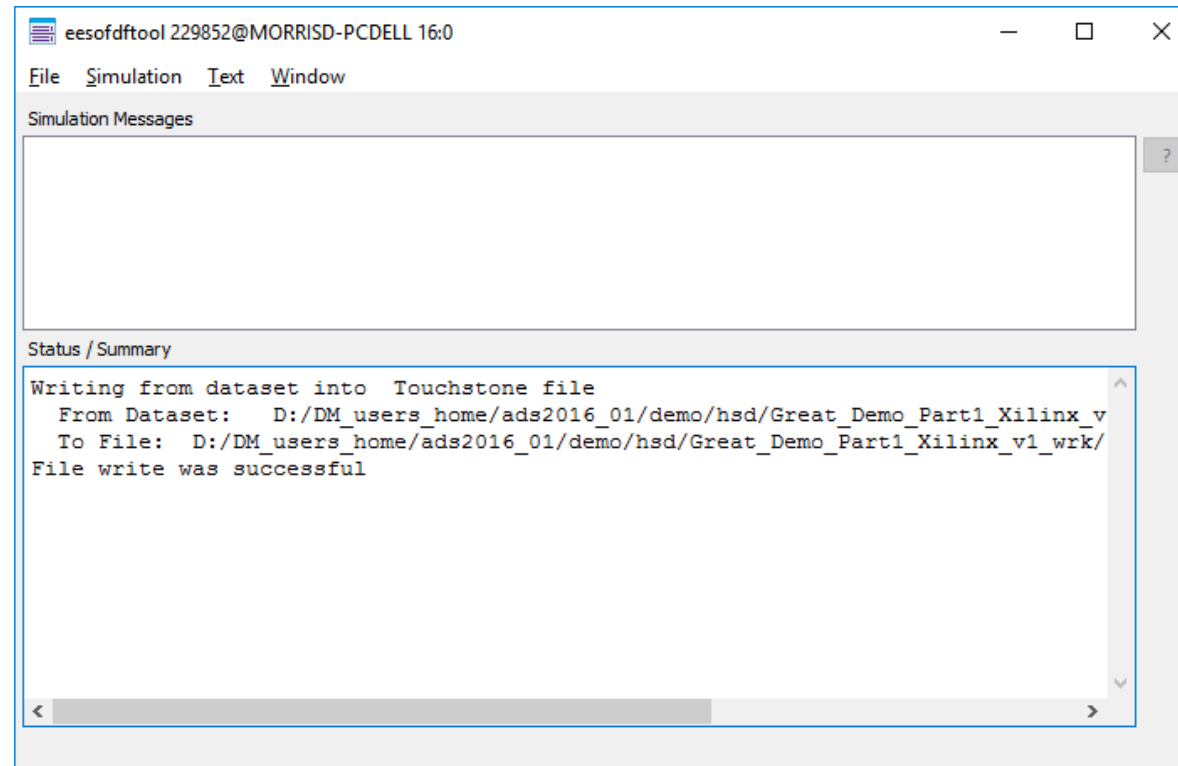 eesofdftool 229852@MORRISD-PCDELL 16:0
File Simulation Text Window
Simulation Messages
?
Status / Summary
Writing from dataset into  Touchstone file
From Dataset:   D:/DM_users_home/ads2016_01/demo/hsd/Great_Demo_Part1_Xilinx_v
To File:  D:/DM_users_home/ads2016_01/demo/hsd/Great_Demo_Part1_Xilinx_v1_wrk/
File write was successful